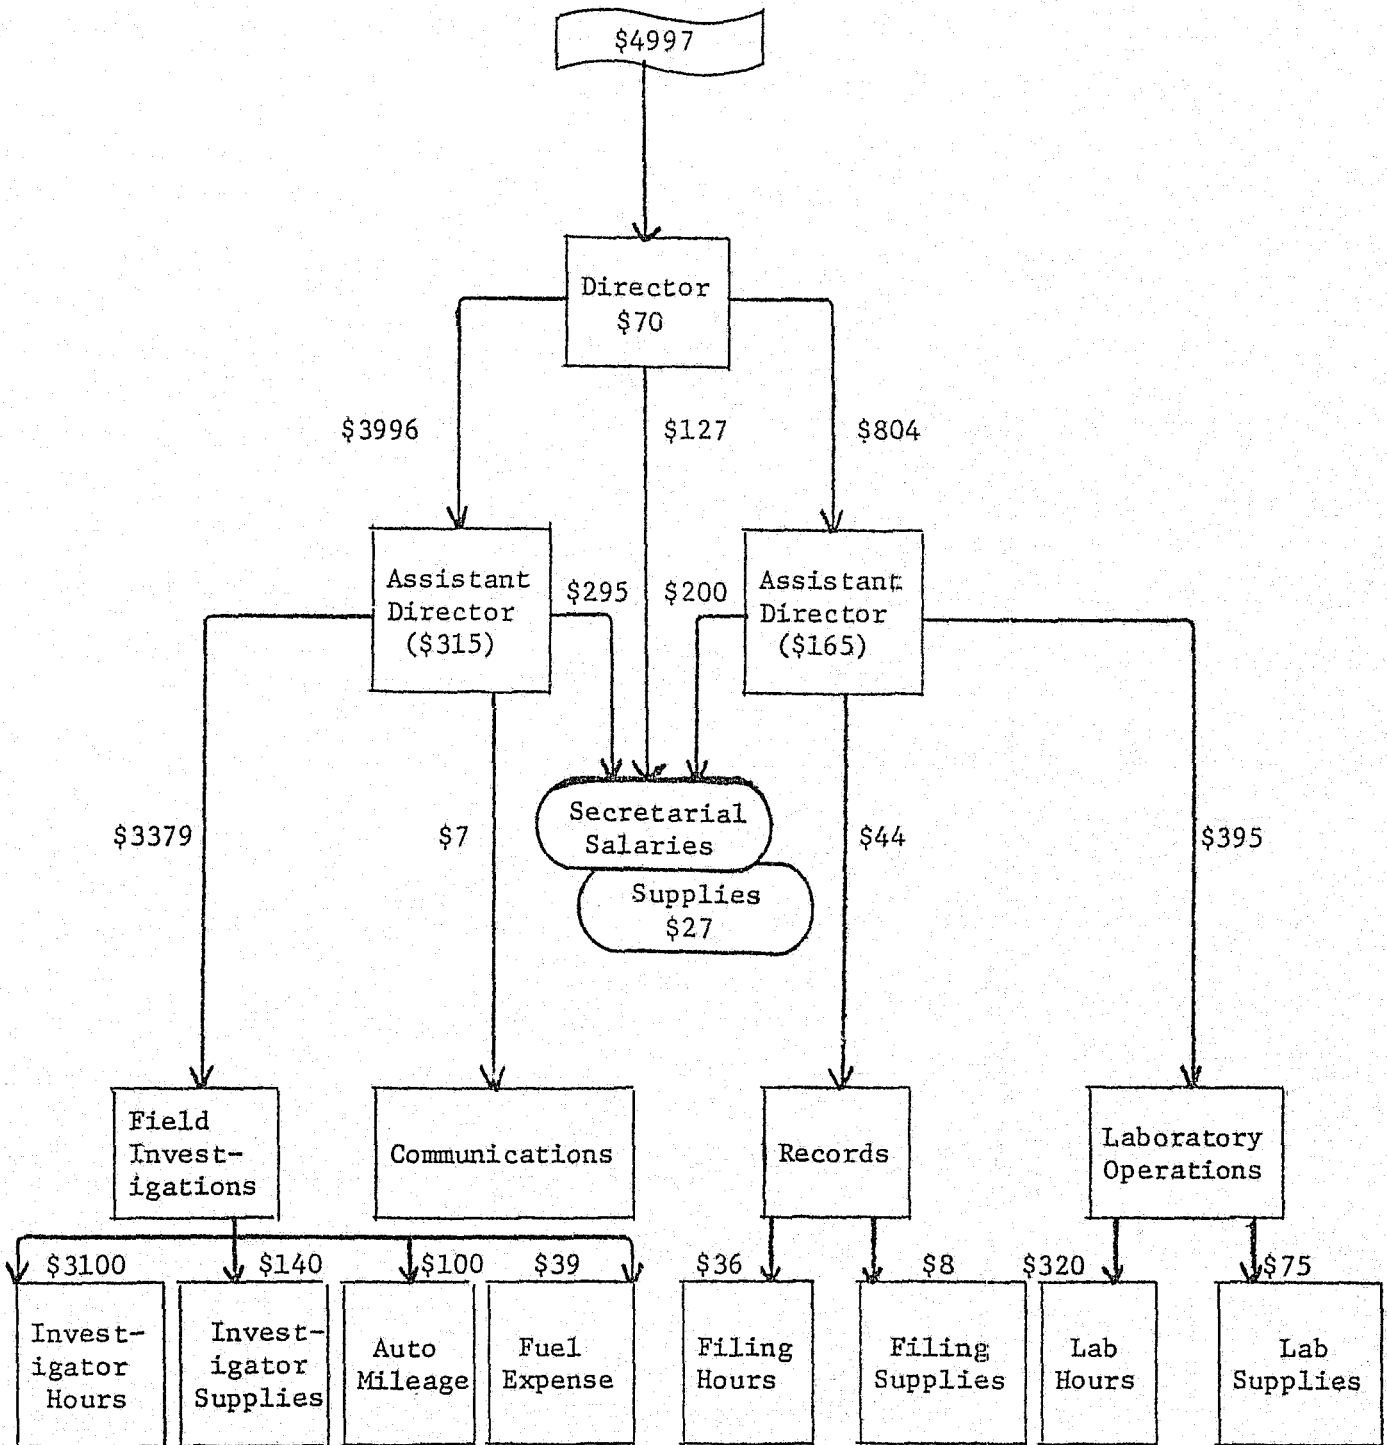 $4997
Director
$70
$3996
$127
$804
Assistant
Director
($315)
$295
$200
Assistant
Director
($165)
$3379
$7
Secretarial
Salaries
$44
$395
Supplies
$27
Field
Invest-
igations
Communications
Records
Laboratory
Operations
$3100
$140
$100
$39
$36
$8
$320
$75
Invest-
igator
Hours
Invest-
igator
Supplies
Auto
Mileage
Fuel
Expense
Filing
Hours
Filing
Supplies
Lab
Hours
Lab
Supplies